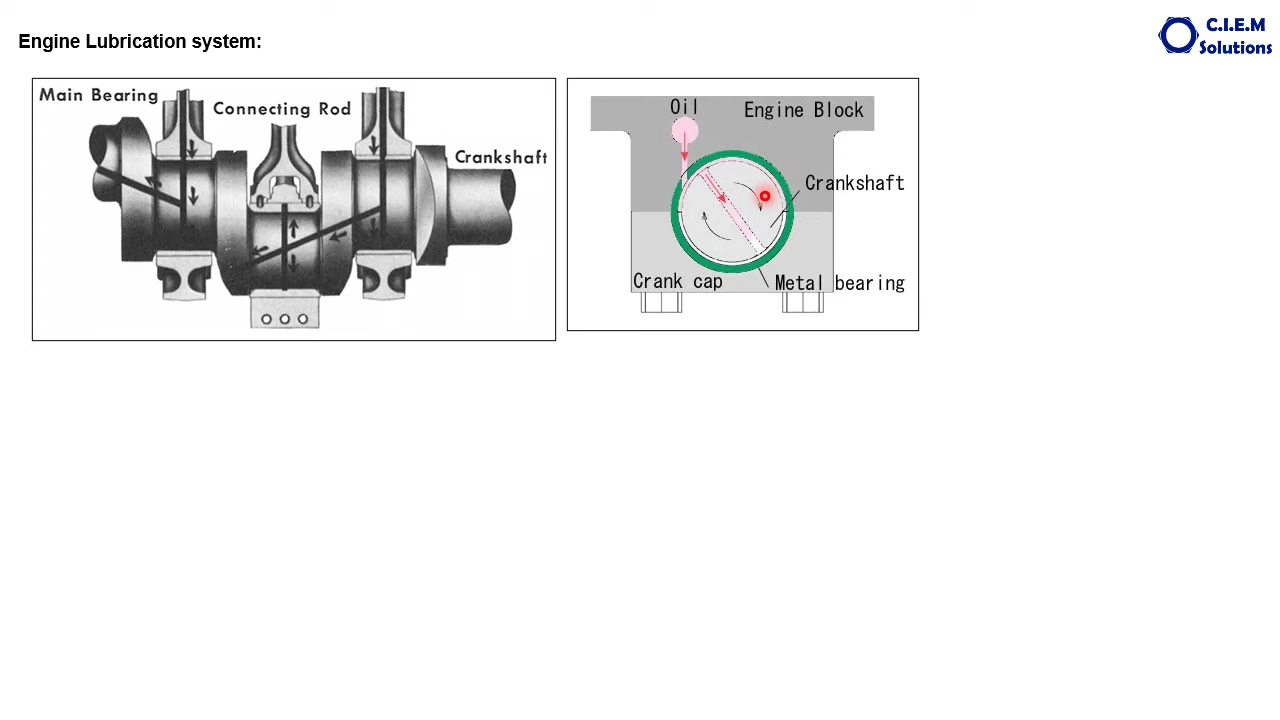 C.I.E.M
Solutions
Engine Lubrication system:
Main Bearing
Connecting Rod
Crankshaft
Oil
Engine Block
Crankshaft
Crank cap
Metal bearing